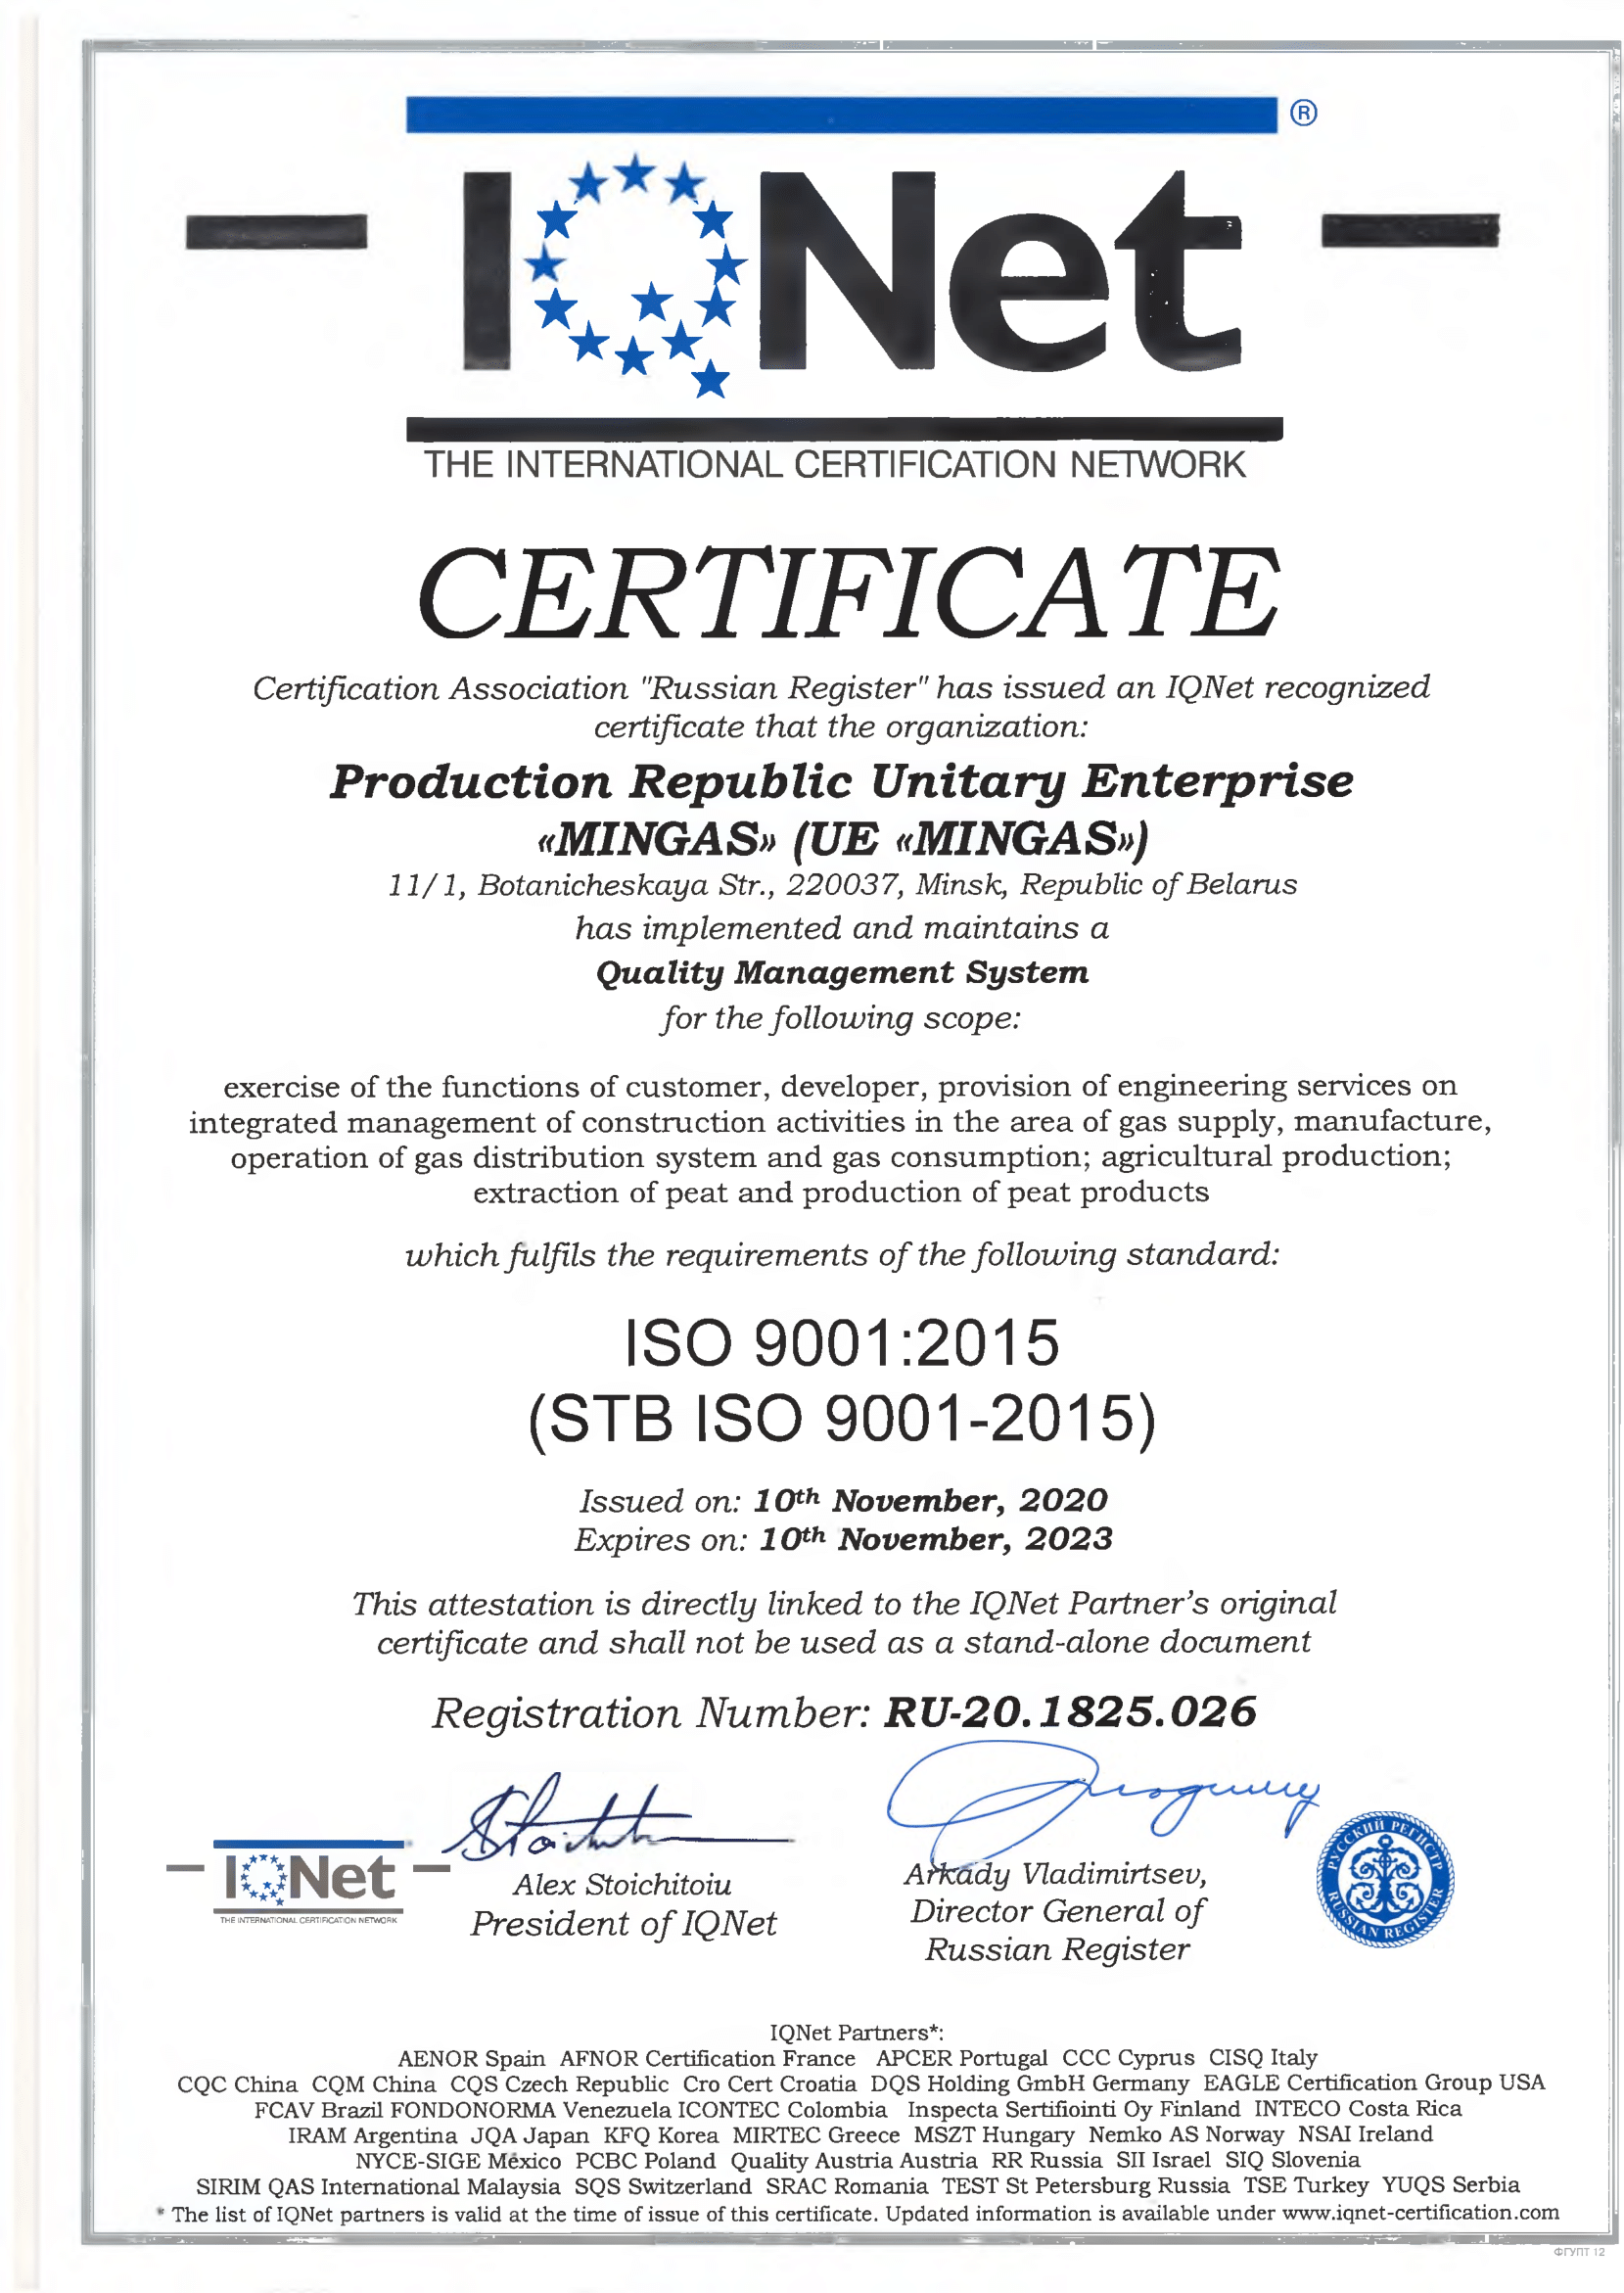 ®
IQNet
THE INTERNATIONAL CERTIFICATION NETWORK
CERTIFICATE
Certification Association "Russian Register" has issued an IQNet recognized
certificate that the organization:
Production Republic Unitary Enterprise
«MINGAS» (UE «MINGAS»)
11/1, Botanicheskaya Str., 220037, Minsk, Republic of Belarus
has implemented and maintains a
Quality Management System
for the following scope:
exercise of the functions of customer, developer, provision of engineering services on
integrated management of construction activities in the area of gas supply, manufacture,
operation of gas distribution system and gas consumption; agricultural production;
extraction of peat and production of peat products
which fulfils the requirements of the following standard:
ISO 9001:2015
(STB ISO 9001-2015)
Issued on: 10th November, 2020
Expires on: 10th November, 2023
This attestation is directly linked to the IQNet Partner's original
certificate and shall not be used as a stand-alone document
Registration Number: RU-20.1825.026
IQNet
THE INTERNATIONAL CERTIFICATION NETWORK
Alex Stoichitoiu
President of IQNet
Arkady Vladimirtsev,
Director General of
Russian Register
РУССКИЙ РЕГИСТР
RUSSIAN REGISTER
IQNet Partners*:
AENOR Spain AFNOR Certification France APCER Portugal CCC Cyprus CISQ Italy
CQC China CQM China CQS Czech Republic Cro Cert Croatia DQS Holding GmbH Germany EAGLE Certification Group USA
FCAV Brazil FONDONORMA Venezuela ICONTEC Colombia Inspecta Sertifiointi Oy Finland INTECO Costa Rica
IRAM Argentina JQA Japan KFQ Korea MIRTEC Greece MSZT Hungary Nemko AS Norway NSAI Ireland
NYCE-SIGE México PCBC Poland Quality Austria Austria RR Russia SII Israel SIQ Slovenia
SIRIM QAS International Malaysia SQS Switzerland SRAC Romania TEST St Petersburg Russia TSE Turkey YUQS Serbia
* The list of IQNet partners is valid at the time of issue of this certificate. Updated information is available under www.iqnet-certification.com
ФГУПТ 12